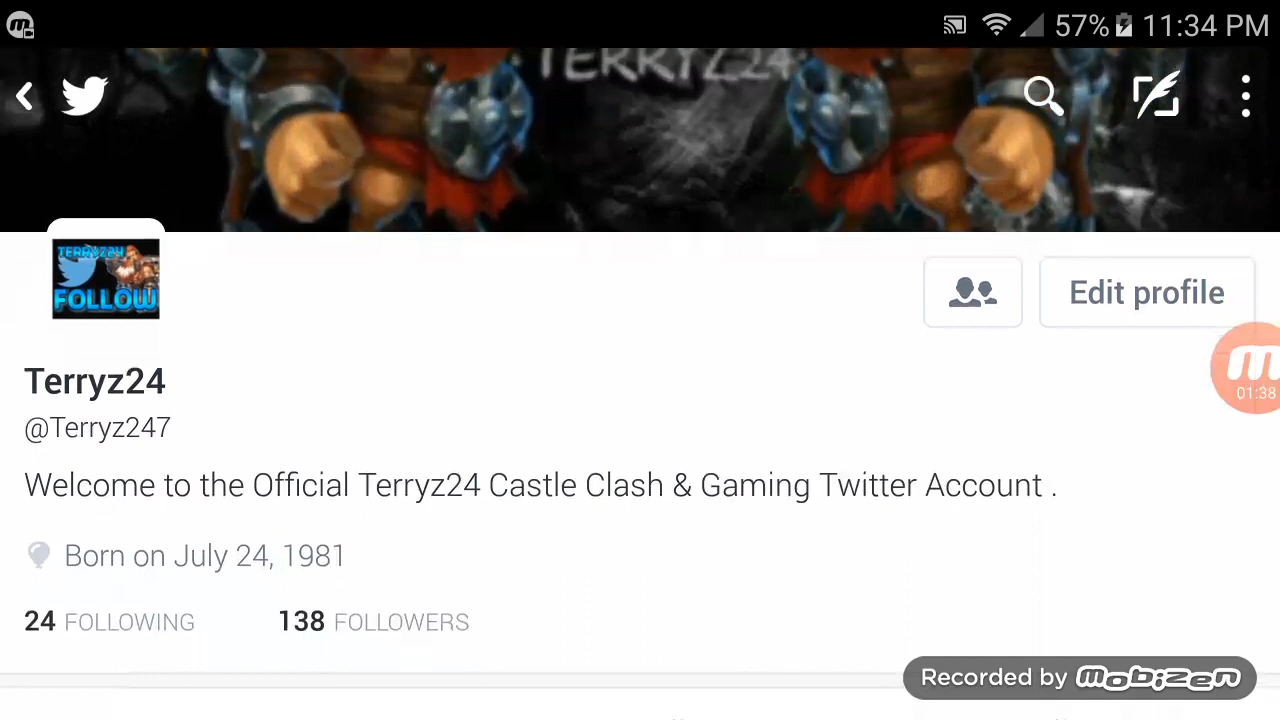 57% 11:34 PM
TERRYZ24
TERRYZ24
FOLLOW
Edit profile
01:38
Terryz24
@Terryz247
Welcome to the Official Terryz24 Castle Clash & Gaming Twitter Account .
Born on July 24, 1981
24 FOLLOWING 138 FOLLOWERS
Recorded by mobizen